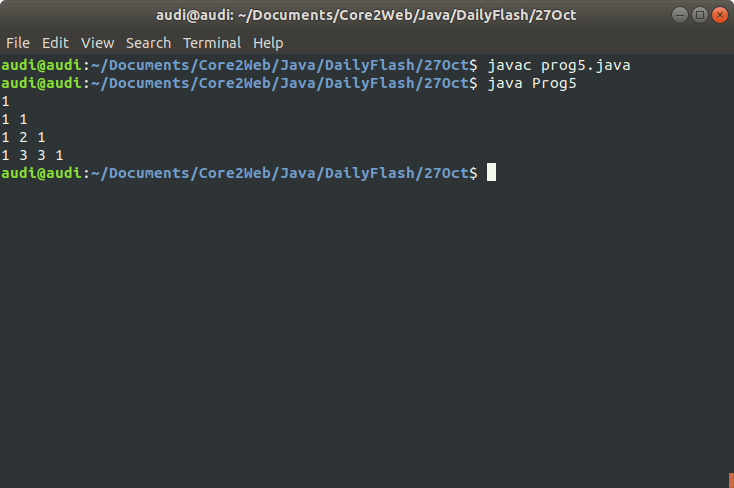 audi@audi: ~/Documents/Core2Web/Java/DailyFlash/27Oct
File Edit View Search Terminal Help
audi@audi:~/Documents/Core2Web/Java/DailyFlash/27Oct$ javac prog5.java
audi@audi:~/Documents/Core2Web/Java/DailyFlash/27Oct$ java Prog5
1
1 1
1 2 1
1 3 3 1
audi@audi:~/Documents/Core2Web/Java/DailyFlash/27Oct$